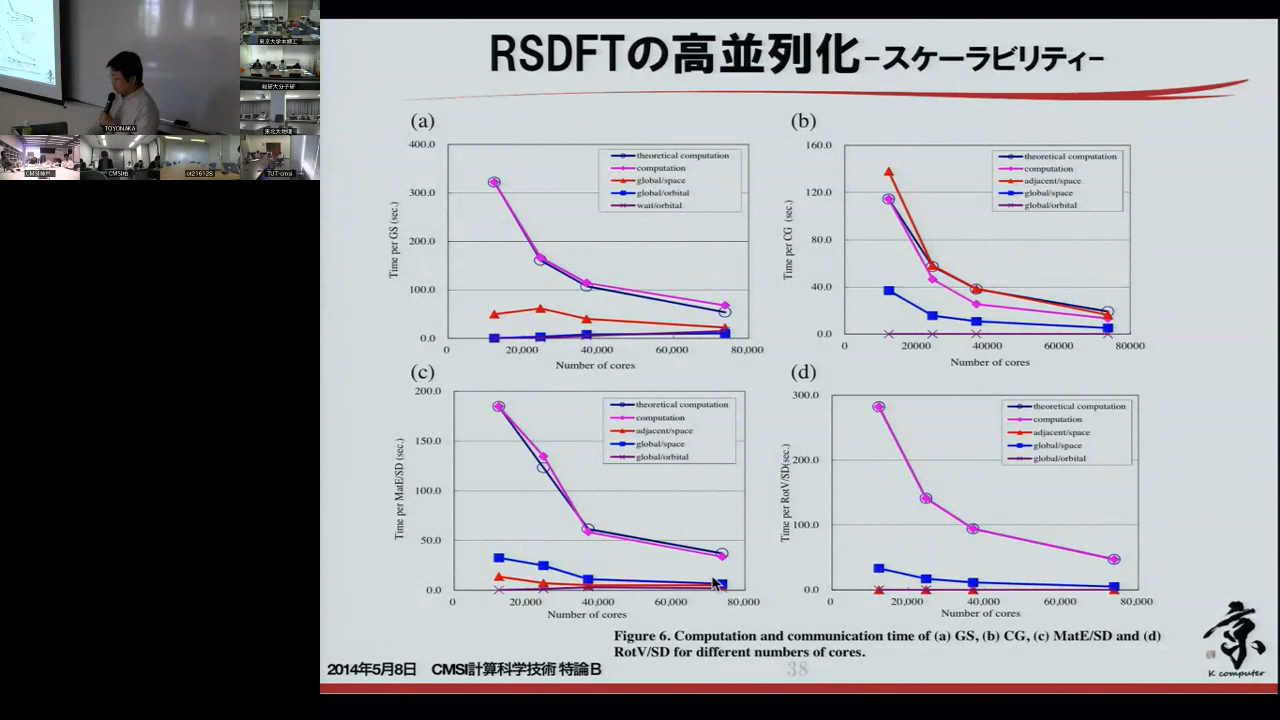 RSDFTの高並列化-スケーラビリティ-
東京大学本郷工
総研大分子研
東北大物理
TOYONAKA
CMSI神戸
CMSI柏
ot216128
TUT-cmsi
(a)
400.0
300.0
200.0
100.0
0.0
Time per GS (sec.)
theoretical computation
computation
global/space
global/orbital
wait/orbital
0
20,000
40,000
60,000
80,000
Number of cores
(b)
160.0
120.0
80.0
40.0
0.0
Time per CG (sec.)
theoretical computation
computation
adjacent/space
global/space
global/orbital
0
20000
40000
60000
80000
Number of cores
(c)
200.0
150.0
100.0
50.0
0.0
Time per MatE/SD (sec.)
theoretical computation
computation
adjacent/space
global/space
global/orbital
0
20,000
40,000
60,000
80,000
Number of cores
(d)
300.0
200.0
100.0
0.0
Time per RotV/SD(sec.)
theoretical computation
computation
adjacent/space
global/space
global/orbital
0
20,000
40,000
60,000
80,000
Number of cores
Figure 6. Computation and communication time of (a) GS, (b) CG, (c) MatE/SD and (d)
RotV/SD for different numbers of cores.
2014年5月8日 CMSI計算科学技術 特論B
38
京
K computer